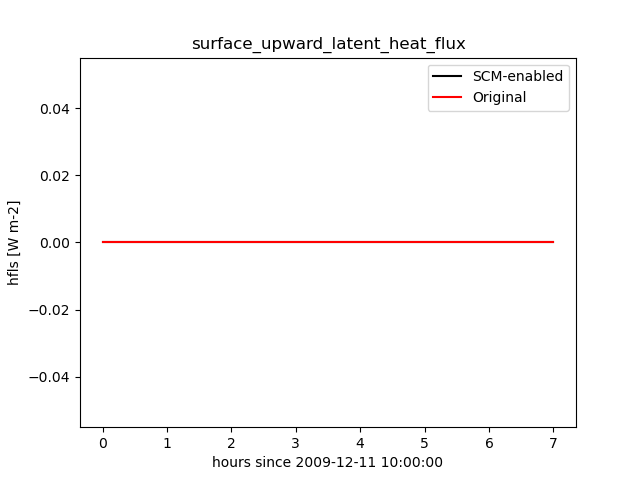 surface_upward_latent_heat_flux
SCM-enabled
Original
0.04
0.02
0.00
−0.02
−0.04
hfls [W m-2]
0 1 2 3 4 5 6 7
hours since 2009-12-11 10:00:00